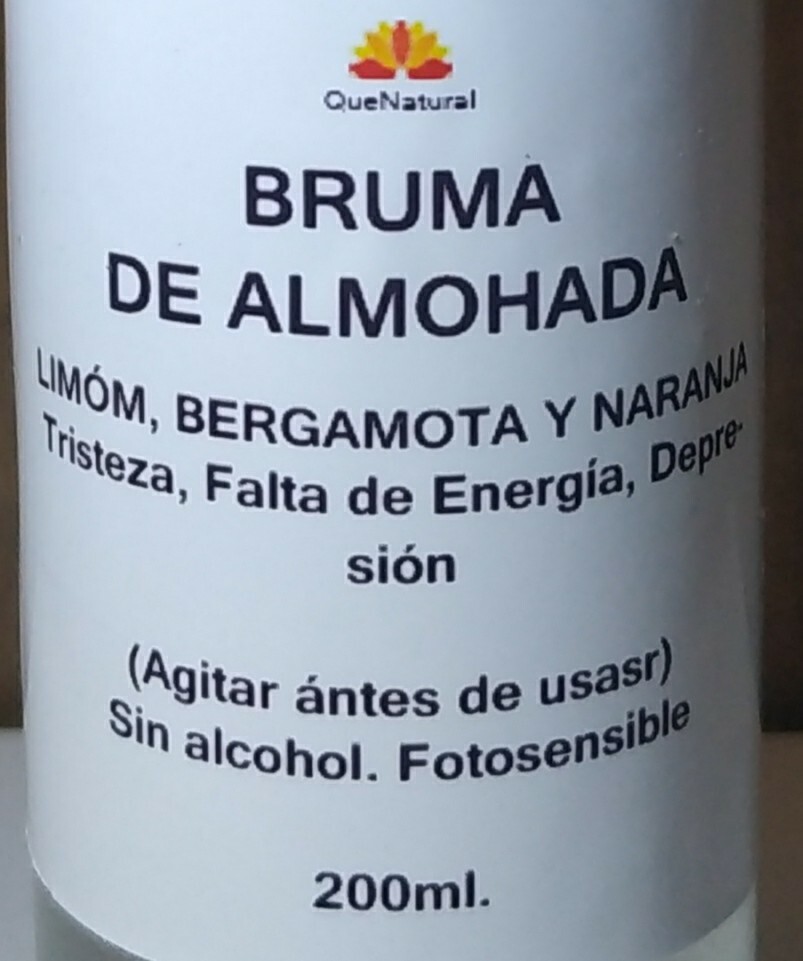 QueNatural
BRUMA
DE ALMOHADA
LIMÓM, BERGAMOTA Y NARANJA
Tristeza, Falta de Energía, Depre-
sión
(Agitar ántes de usasr)
Sin alcohol. Fotosensible
200ml.